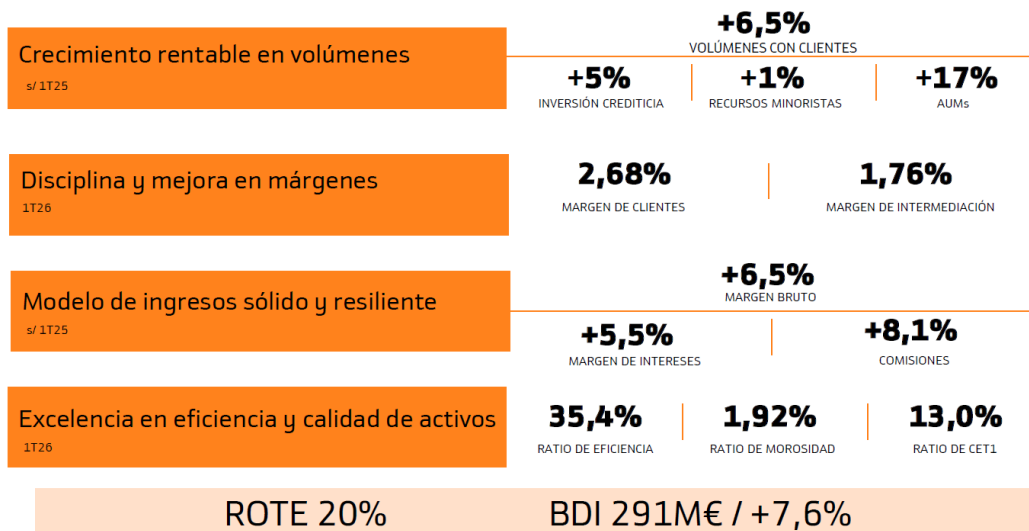 Crecimiento rentable en volúmenes
s/ 1T25
+6,5%
VOLÚMENES CON CLIENTES
+5%
INVERSIÓN CREDITICIA
+1%
RECURSOS MINORISTAS
+17%
AUMs
Disciplina y mejora en márgenes
1T26
2,68%
MARGEN DE CLIENTES
1,76%
MARGEN DE INTERMEDIACIÓN
Modelo de ingresos sólido y resiliente
s/ 1T25
+6,5%
MARGEN BRUTO
+5,5%
MARGEN DE INTERESES
+8,1%
COMISIONES
Excelencia en eficiencia y calidad de activos
1T26
35,4%
RATIO DE EFICIENCIA
1,92%
RATIO DE MOROSIDAD
13,0%
RATIO DE CET1
ROTE 20%
BDI 291M€ / +7,6%